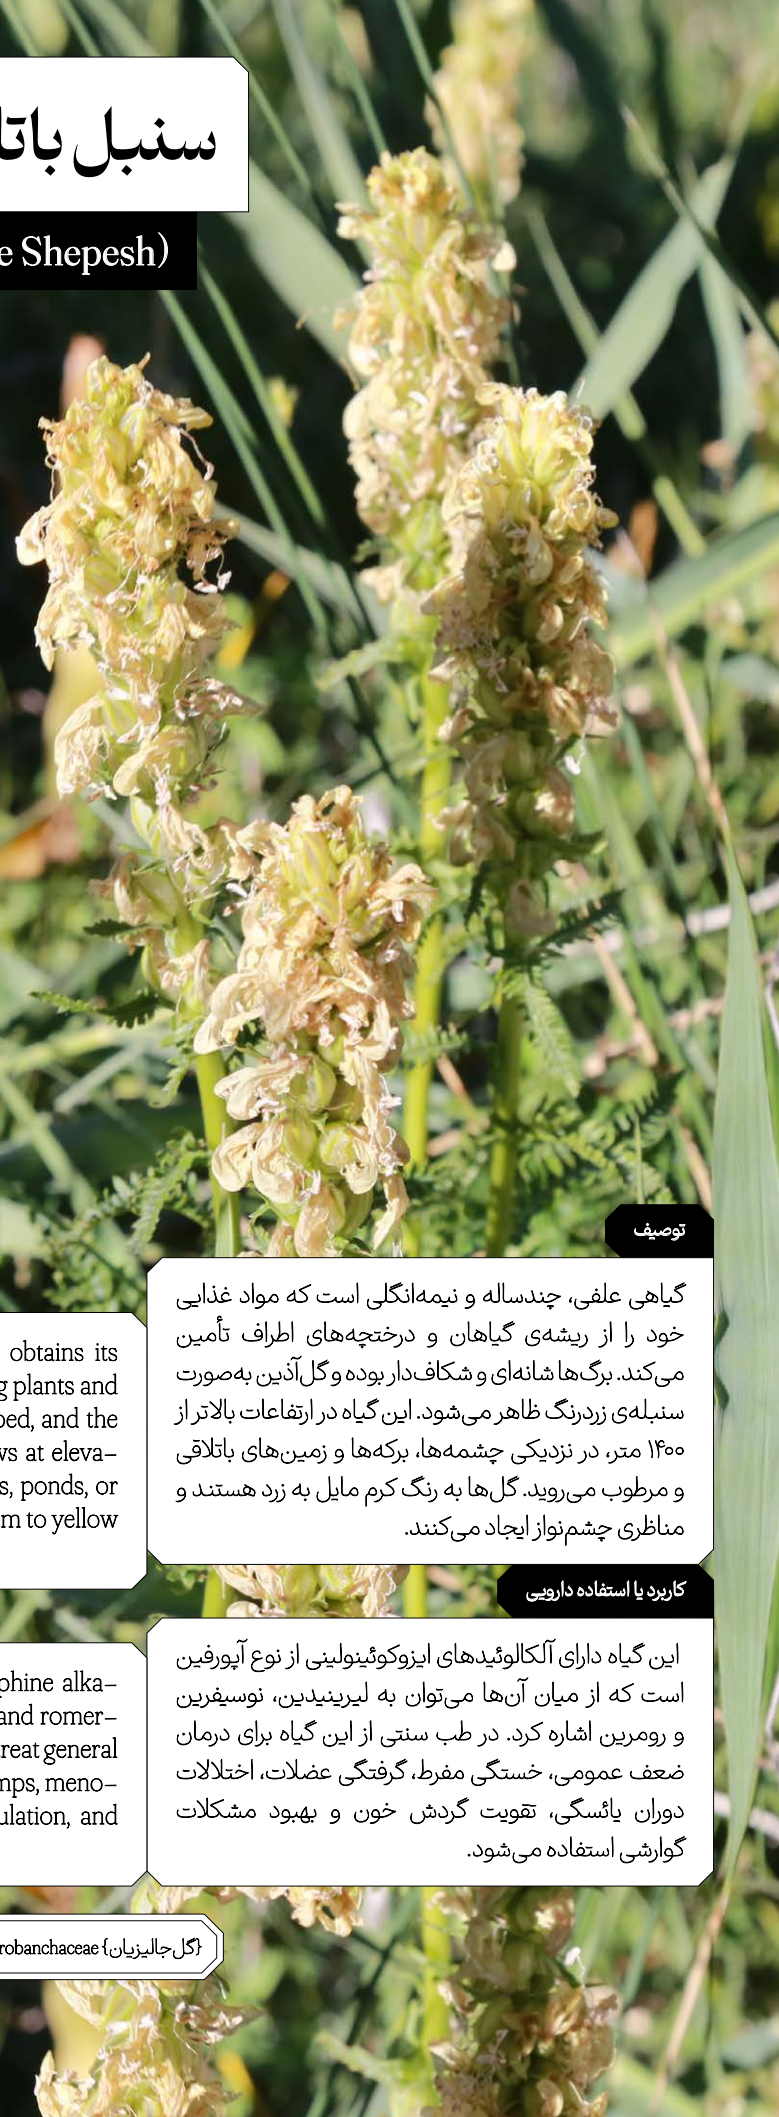 سنبل باتا
e Shepesh)
توصیف
گیاهی علفی، چندساله و نیمه‌انگلی است که مواد غذایی
خود را از ریشه‌ی گیاهان و درختچه‌های اطراف تأمین
می‌کند. برگ‌ها شانه‌ای و شکاف‌دار بوده و گل‌آذین به‌صورت
سنبله‌ی زردرنگ ظاهر می‌شود. این گیاه در ارتفاعات بالاتر از
۱۴۰۰ متر، در نزدیکی چشمه‌ها، برکه‌ها و زمین‌های باتلاقی
و مرطوب می‌روید. گل‌ها به رنگ کرم مایل به زرد هستند و
مناظری چشم‌نواز ایجاد می‌کنند.
obtains its
g plants and
bed, and the
ws at eleva–
s, ponds, or
m to yellow
کاربرد یا استفاده دارویی
این گیاه دارای آلکالوئیدهای ایزوکوئینولینی از نوع آپورفین
است که از میان آن‌ها می‌توان به لیرینیدین، نوسیفرین
و رومرین اشاره کرد. در طب سنتی از این گیاه برای درمان
ضعف عمومی، خستگی مفرط، گرفتگی عضلات، اختلالات
دوران یائسگی، تقویت گردش خون و بهبود مشکلات
گوارشی استفاده می‌شود.
phine alka–
and romer–
reat general
mps, meno–
ulation, and
robanchaceae {گل‌جالیزیان}